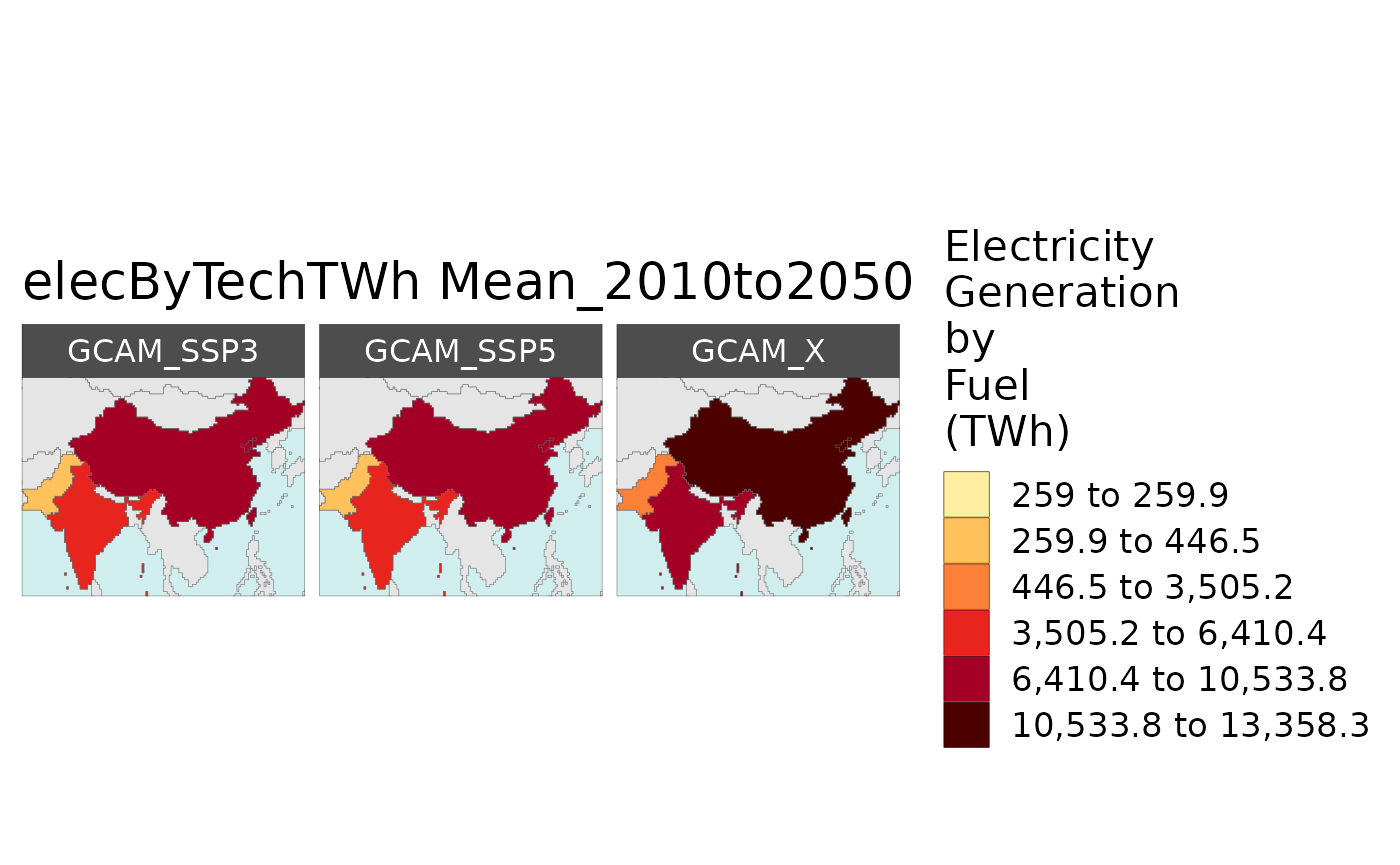 elecByTechTWh Mean_2010to2050
GCAM_SSP3
GCAM_SSP5
GCAM_X
Electricity
Generation
by
Fuel
(TWh)
259 to 259.9
259.9 to 446.5
446.5 to 3,505.2
3,505.2 to 6,410.4
6,410.4 to 10,533.8
10,533.8 to 13,358.3